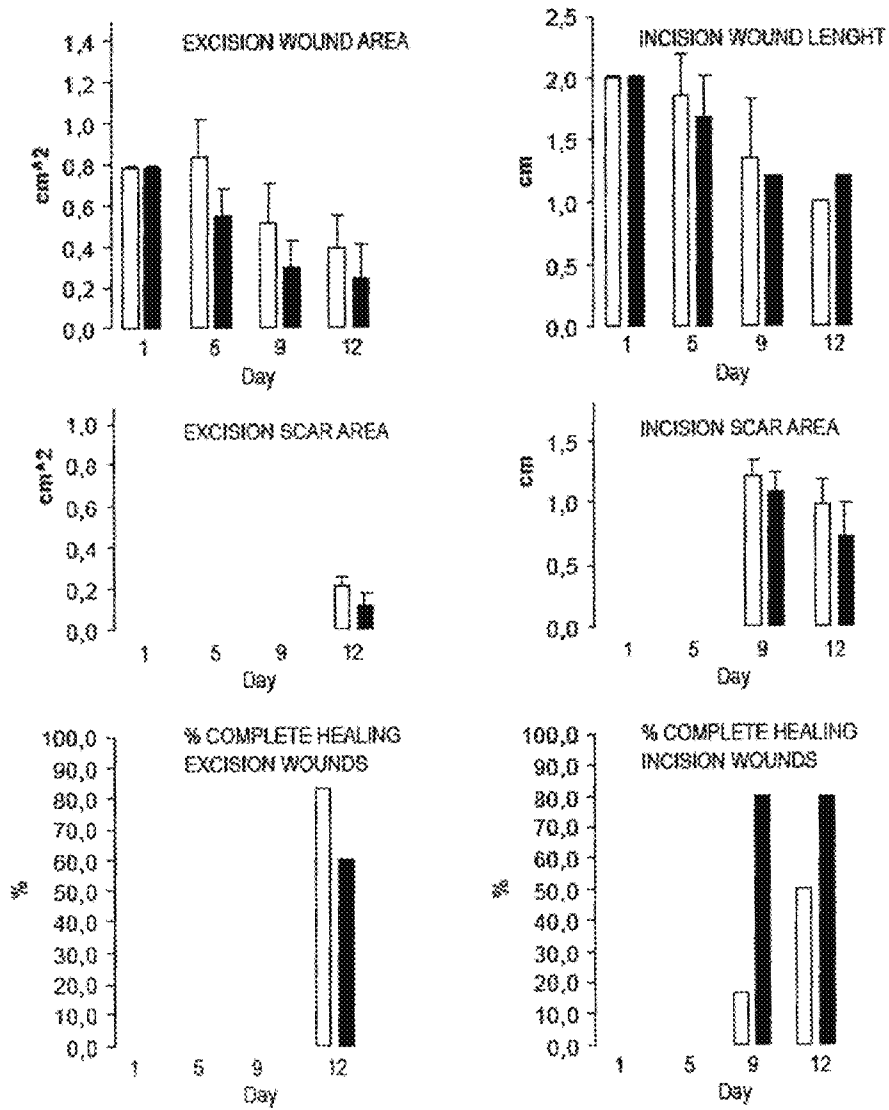 EXCISION WOUND AREA
cm^2
1,4
1,2
1,0
0,8
0,6
0,4
0,2
0,0
1 5 9 12
Day
INCISION WOUND LENGHT
cm
2,5
2,0
1,5
1,0
0,5
0,0
1 5 9 12
Day
EXCISION SCAR AREA
cm^2
1,0
0,8
0,6
0,4
0,2
0,0
1 5 9 12
Day
INCISION SCAR AREA
cm
1,5
1,0
0,5
0,0
1 5 9 12
Day
% COMPLETE HEALING
EXCISION WOUNDS
%
100,0
90,0
80,0
70,0
60,0
50,0
40,0
30,0
20,0
10,0
0,0
1 5 9 12
Day
% COMPLETE HEALING
INCISION WOUNDS
%
100,0
90,0
80,0
70,0
60,0
50,0
40,0
30,0
20,0
10,0
0,0
1 5 9 12
Day